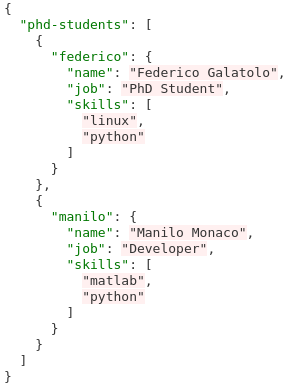 {
  "phd-students": [
    {
      "federico": {
        "name": "Federico Galatolo",
        "job": "PhD Student",
        "skills": [
          "linux",
          "python"
        ]
      }
    },
    {
      "manilo": {
        "name": "Manilo Monaco",
        "job": "Developer",
        "skills": [
          "matlab",
          "python"
        ]
      }
    }
  ]
}